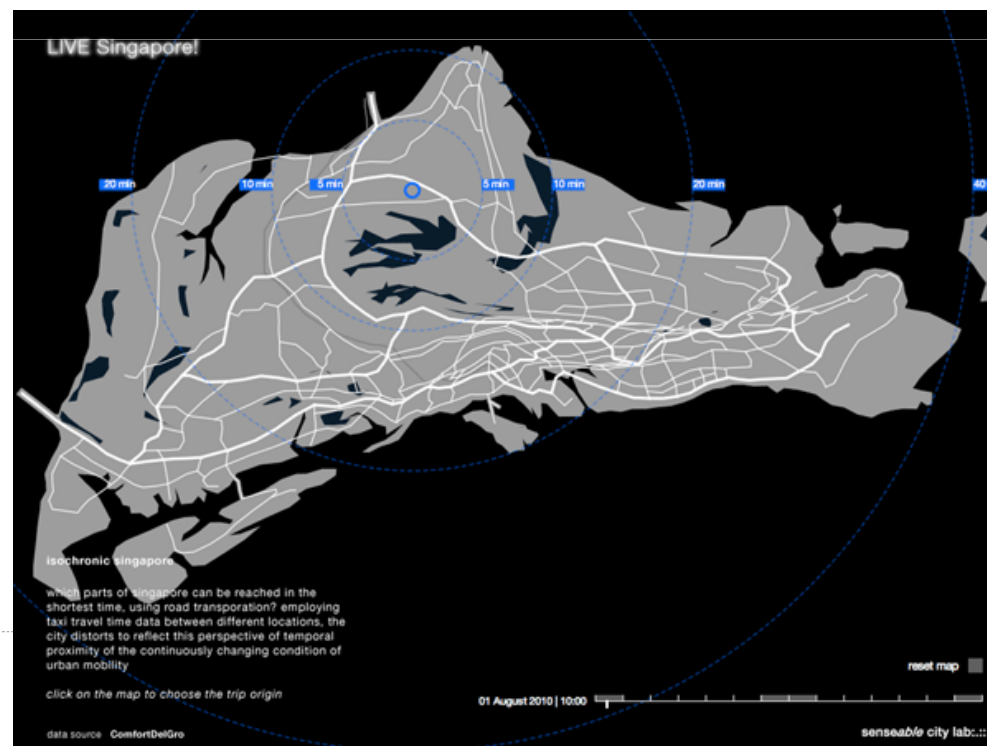 LIVE Singapore!
20 min
10 min
5 min
5 min
10 min
20 min
40
isochronic singapore
which parts of singapore can be reached in the
shortest time, using road transporation? employing
taxi travel time data between different locations, the
city distorts to reflect this perspective of temporal
proximity of the continuously changing condition of
urban mobility
click on the map to choose the trip origin
reset map
01 August 2010 | 10:00
data source ComfortDelGro
senseable city lab:.::